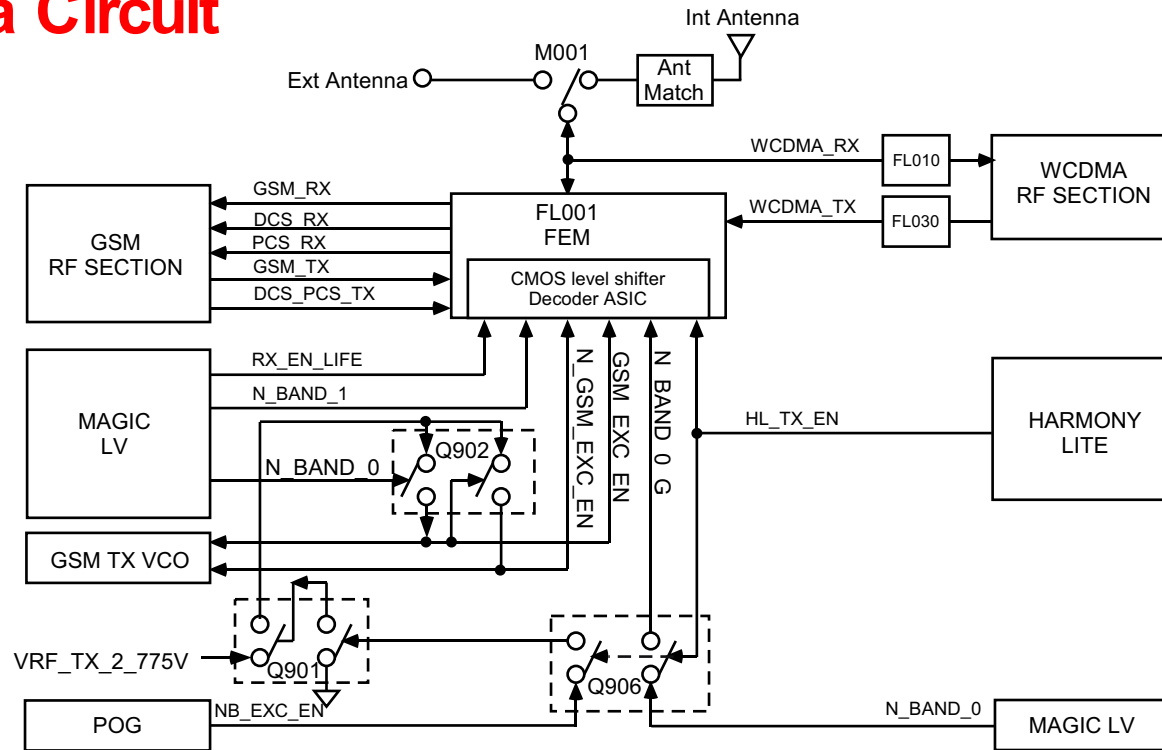 a Circuit
Int Antenna
M001
Ext Antenna
Ant
Match
WCDMA_RX
FL010
WCDMA
RF SECTION
WCDMA_TX
FL030
GSM
RF SECTION
GSM_RX
DCS_RX
PCS_RX
GSM_TX
DCS_PCS_TX
FL001
FEM
CMOS level shifter
Decoder ASIC
MAGIC
LV
RX_EN_LIFE
N_BAND_1
N_BAND_0
Q902
N_GSM_EXC_EN
GSM_EXC_EN
N_BAND_0_G
HL_TX_EN
HARMONY
LITE
GSM TX VCO
VRF_TX_2_775V
Q901
Q906
POG
NB_EXC_EN
N_BAND_0
MAGIC LV